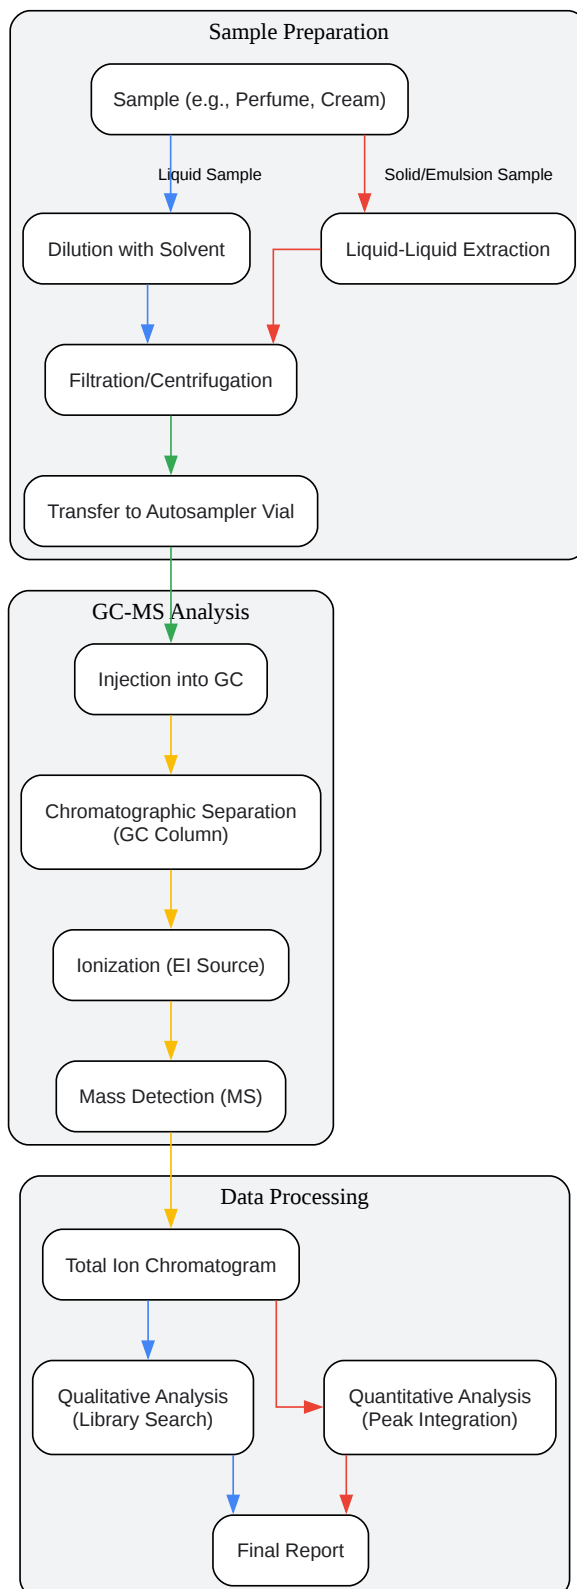 Sample Preparation
Sample (e.g., Perfume, Cream)
Liquid Sample
Solid/Emulsion Sample
Dilution with Solvent
Liquid-Liquid Extraction
Filtration/Centrifugation
Transfer to Autosampler Vial
GC-MS Analysis
Injection into GC
Chromatographic Separation
(GC Column)
Ionization (EI Source)
Mass Detection (MS)
Data Processing
Total Ion Chromatogram
Qualitative Analysis
(Library Search)
Quantitative Analysis
(Peak Integration)
Final Report